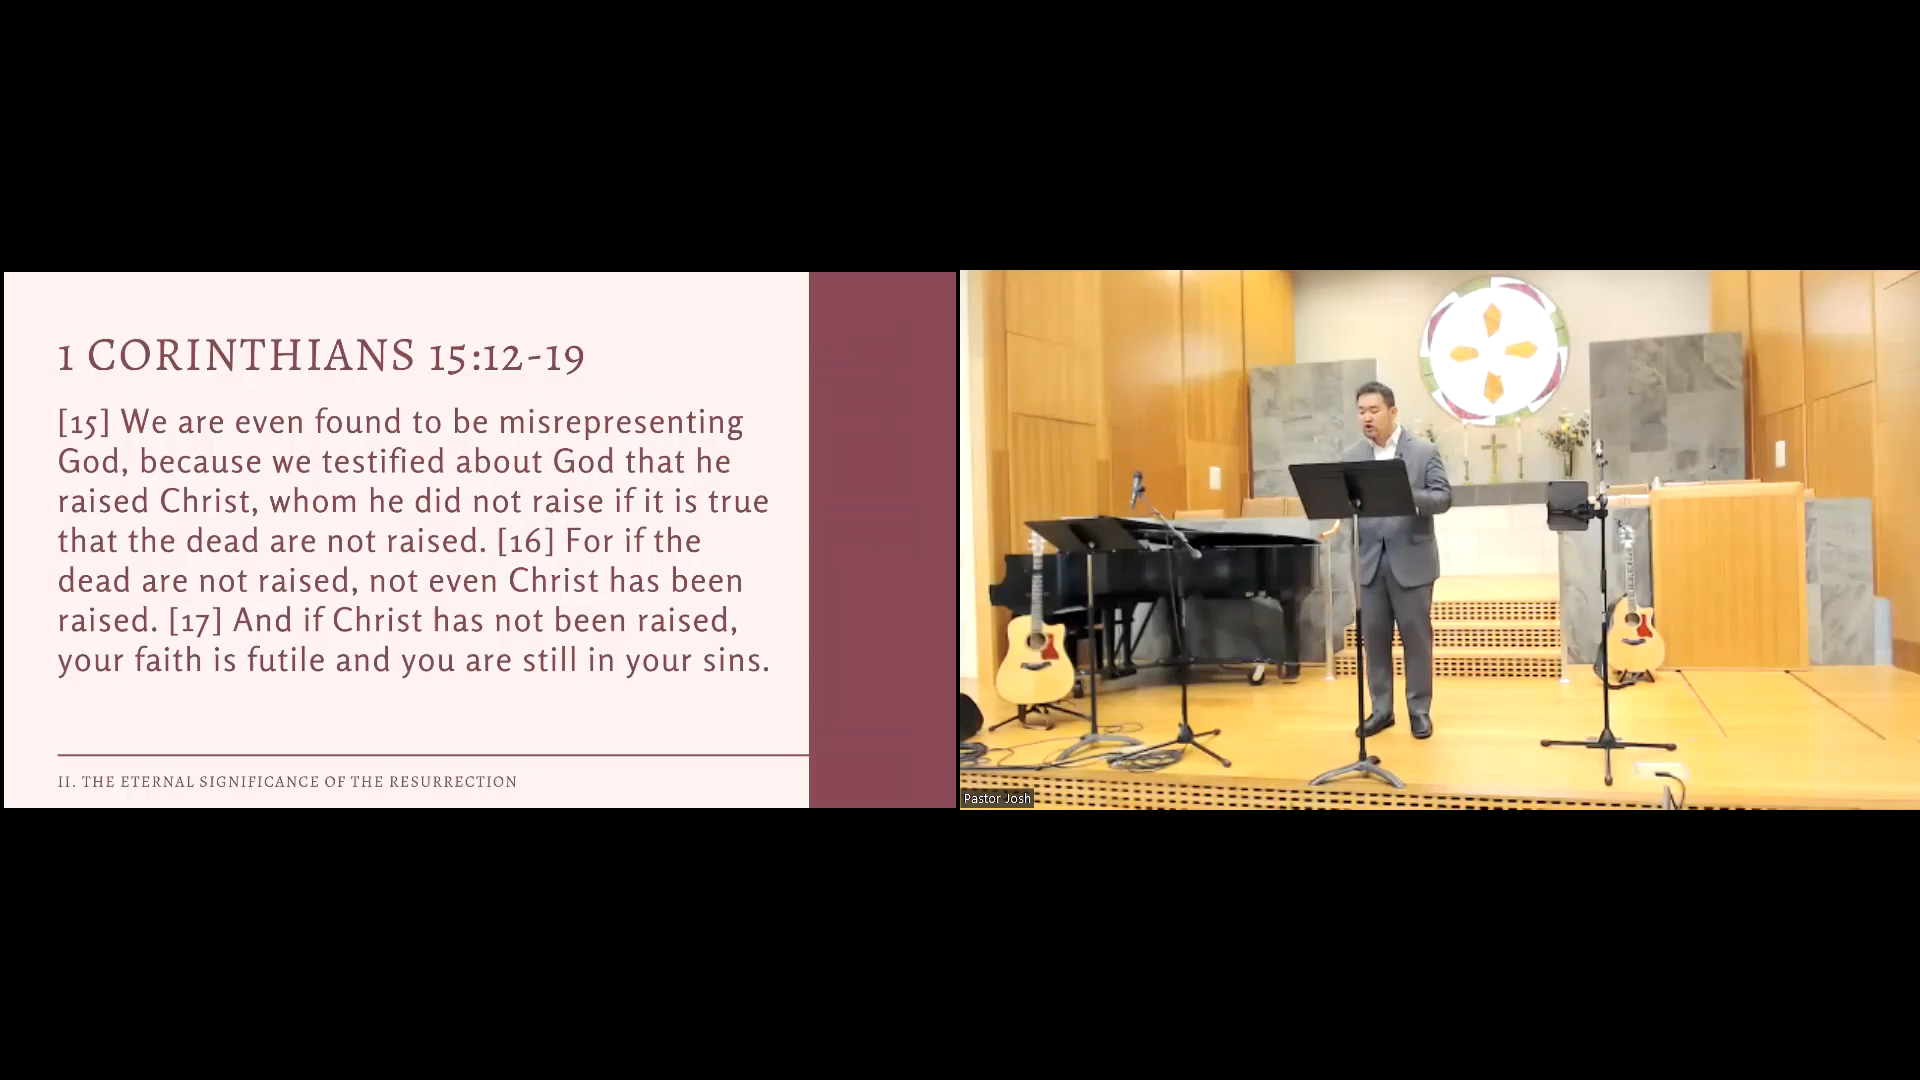 1 CORINTHIANS 15:12-19
[15] We are even found to be misrepresenting
God, because we testified about God that he
raised Christ, whom he did not raise if it is true
that the dead are not raised. [16] For if the
dead are not raised, not even Christ has been
raised. [17] And if Christ has not been raised,
your faith is futile and you are still in your sins.
II. THE ETERNAL SIGNIFICANCE OF THE RESURRECTION
Pastor Josh